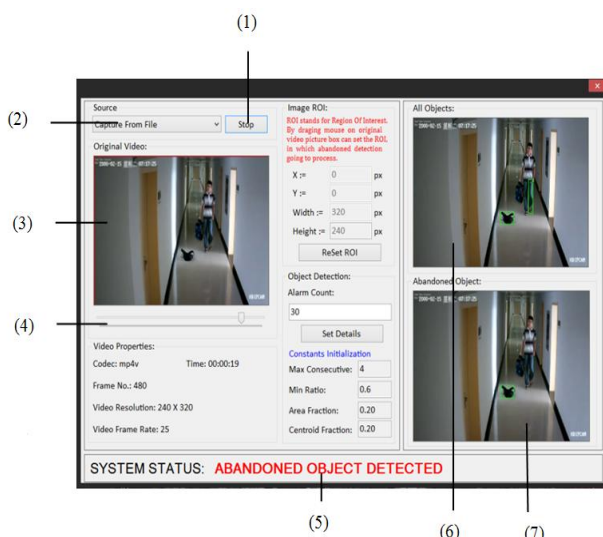 (1)
(2)
(3)
(4)
(5)
(6)
(7)
x
Source
Capture From File
Stop
Original Video:
Video Properties:
Codec: mp4v Time: 00:00:19
Frame No.: 480
Video Resolution: 240 X 320
Video Frame Rate: 25
Image ROI:
ROI stands for Region Of Interest.
By draging mouse on original
video picture box can set the ROI,
in which abandoned detection
going to process.
X := 0 px
Y := 0 px
Width := 320 px
Height := 240 px
ReSet ROI
Object Detection:
Alarm Count:
30
Set Details
Constants Initialization
Max Consecutive: 4
Min Ratio: 0.6
Area Fraction: 0.20
Centroid Fraction: 0.20
All Objects:
Abandoned Object:
SYSTEM STATUS: ABANDONED OBJECT DETECTED